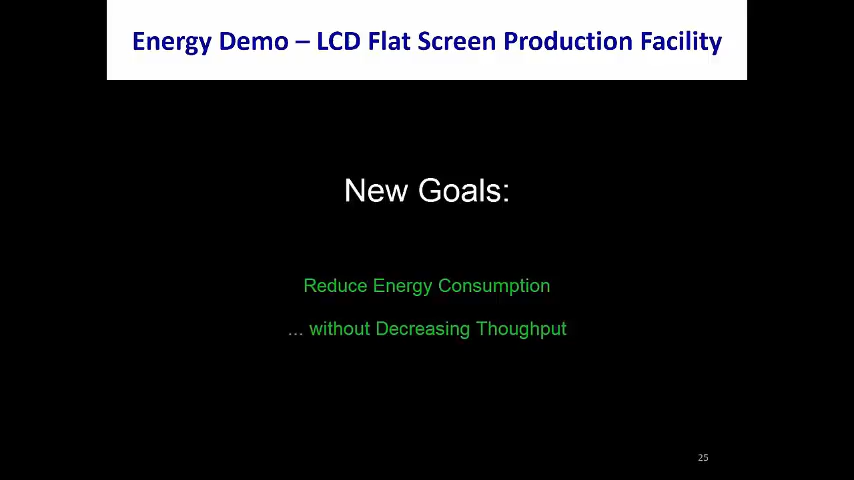 Energy Demo – LCD Flat Screen Production Facility
New Goals:
Reduce Energy Consumption
... without Decreasing Thoughput
25